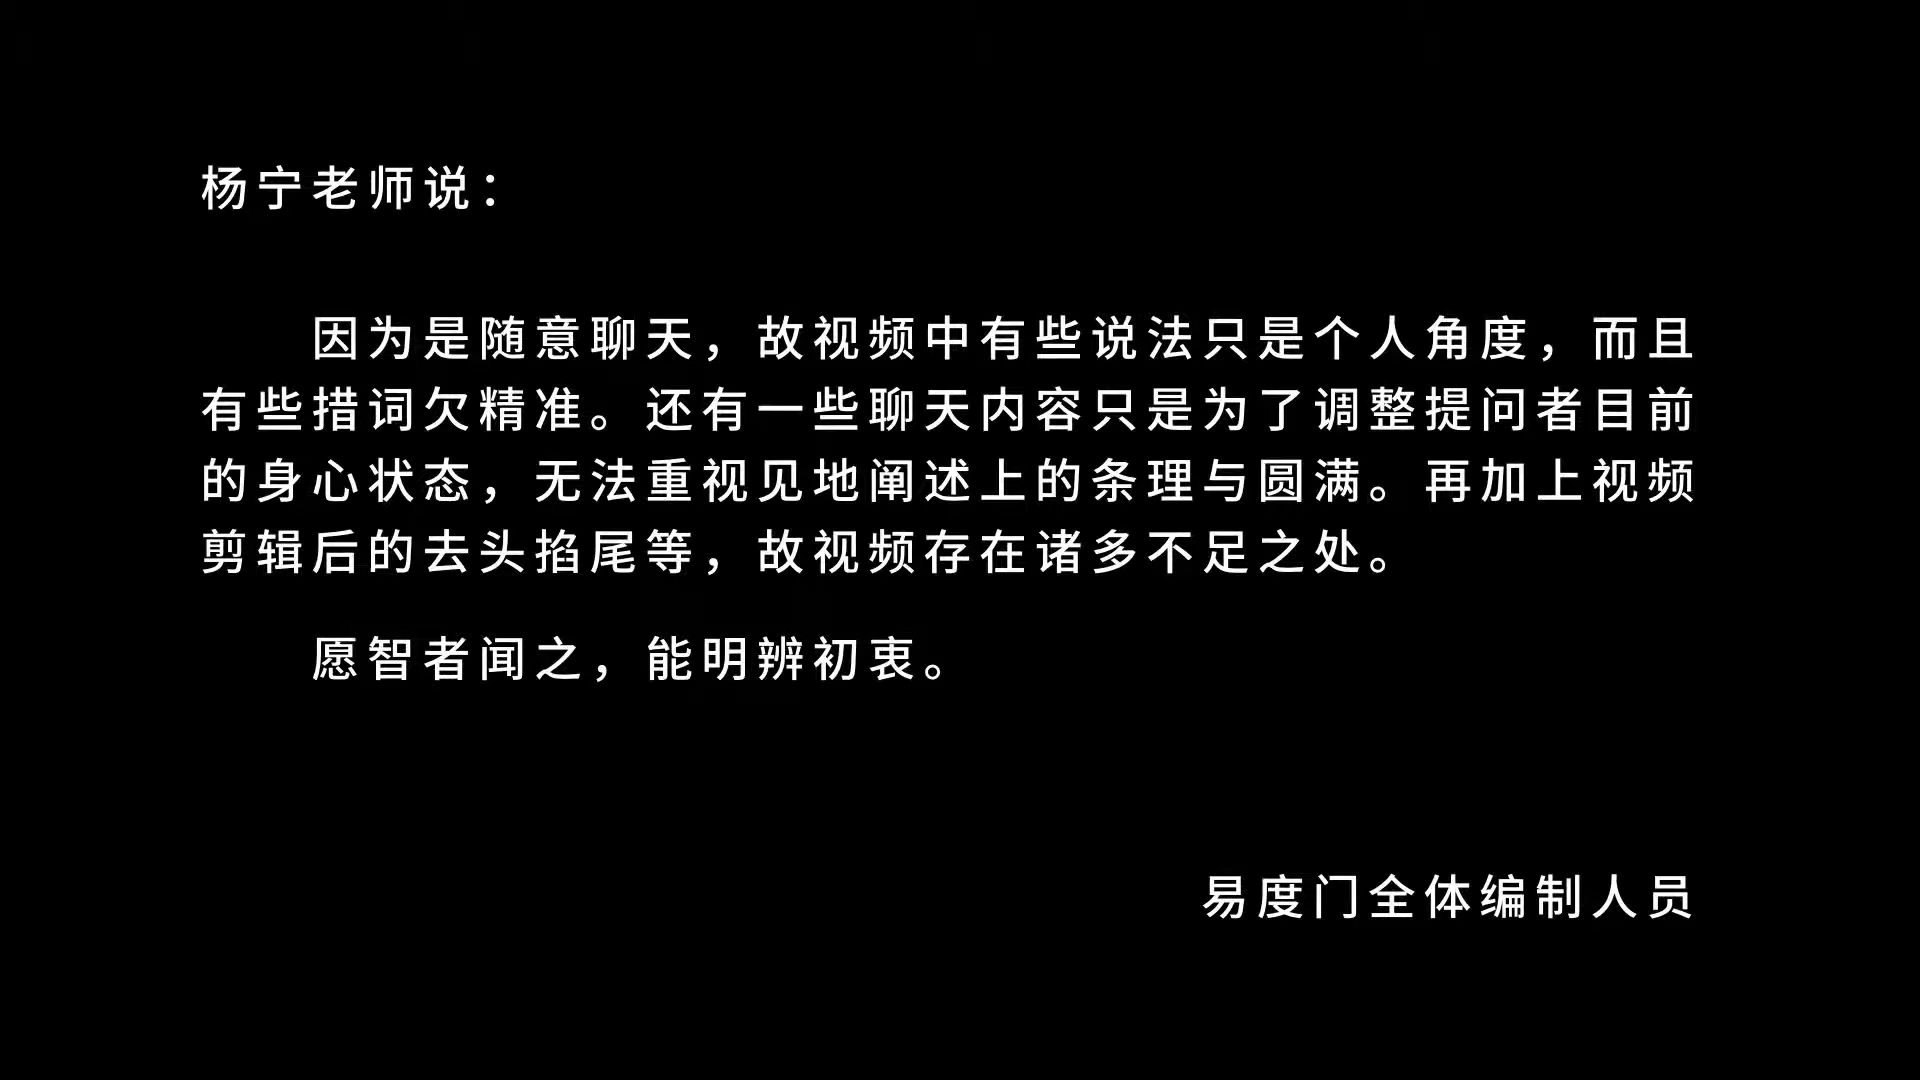 杨宁老师说：
因为是随意聊天，故视频中有些说法只是个人角度，而且
有些措词欠精准。还有一些聊天内容只是为了调整提问者目前
的身心状态，无法重视见地阐述上的条理与圆满。再加上视频
剪辑后的去头掐尾等，故视频存在诸多不足之处。
愿智者闻之，能明辨初衷。
易度门全体编制人员